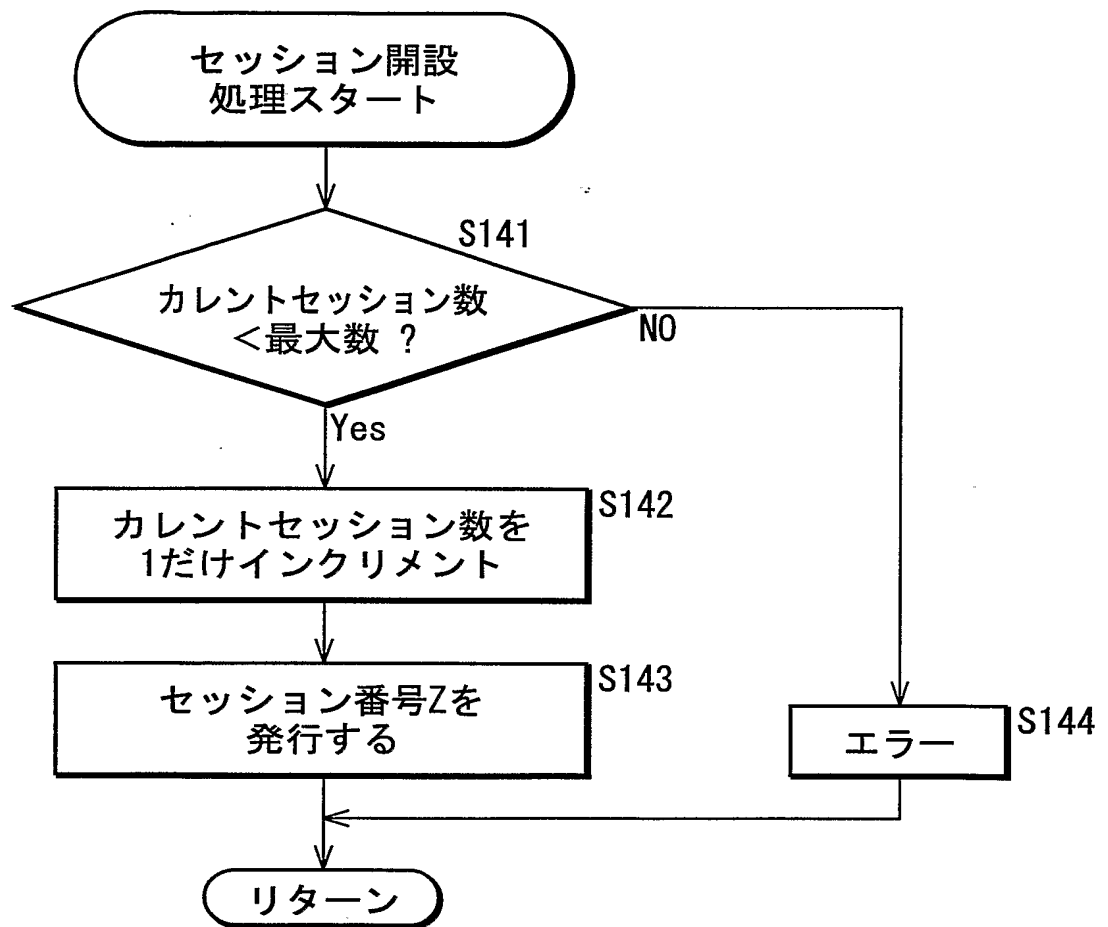 セッション開設
処理スタート
S141
カレントセッション数
＜最大数 ?
NO
Yes
S142
カレントセッション数を
1だけインクリメント
S143
セッション番号Zを
発行する
S144
エラー
リターン